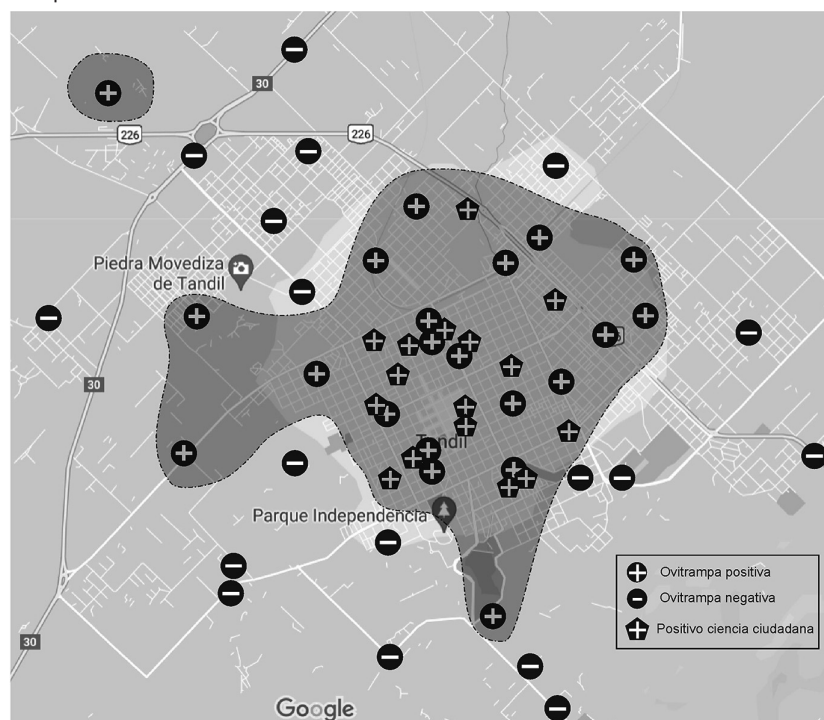 30
226
226
Piedra Movediza
de Tandil
30
Tandil
Parque Independencia
Ovitrampa positiva
Ovitrampa negativa
Positivo ciencia ciudadana
30
Google